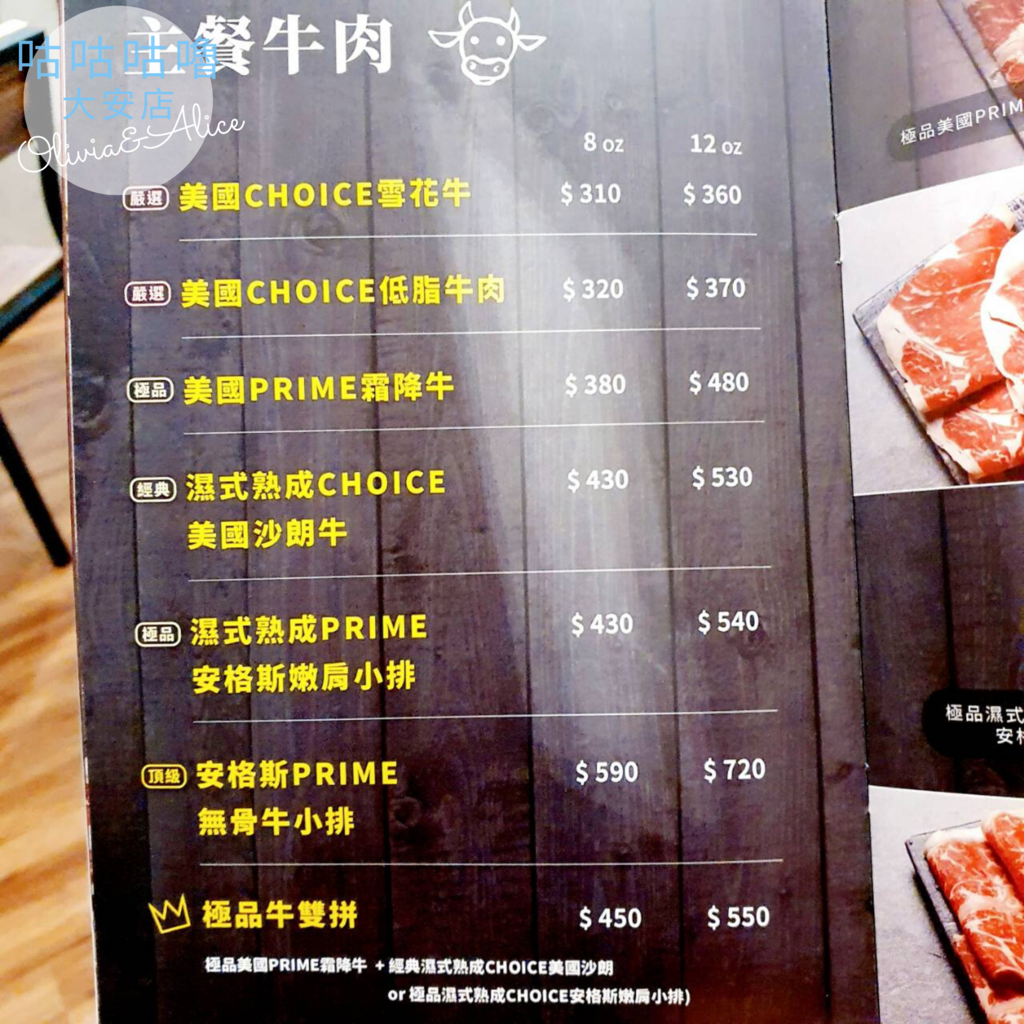 主餐牛肉
咕咕咕嚕
大安店
Olivia&Alice
8 oz 12 oz
嚴選 美國CHOICE雪花牛 $310 $360
嚴選 美國CHOICE低脂牛肉 $320 $370
極品 美國PRIME霜降牛 $380 $480
經典 濕式熟成CHOICE $430 $530
美國沙朗牛
極品 濕式熟成PRIME $430 $540
安格斯嫩肩小排
頂級 安格斯PRIME $590 $720
無骨牛小排
極品牛雙拼 $450 $550
極品美國PRIME霜降牛 + 經典濕式熟成CHOICE美國沙朗
or 極品濕式熟成CHOICE安格斯嫩肩小排)
極品美國PRIM
極品濕式
安格